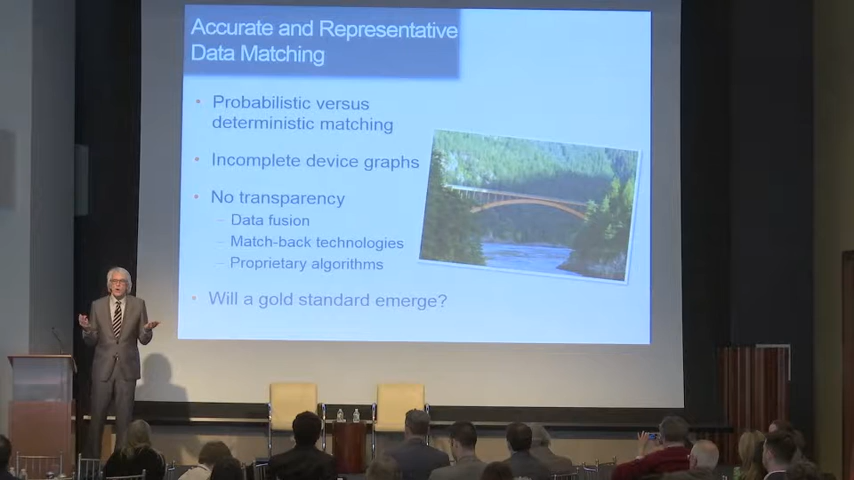 Accurate and Representative
Data Matching
• Probabilistic versus
deterministic matching
• Incomplete device graphs
• No transparency
– Data fusion
– Match-back technologies
– Proprietary algorithms
• Will a gold standard emerge?